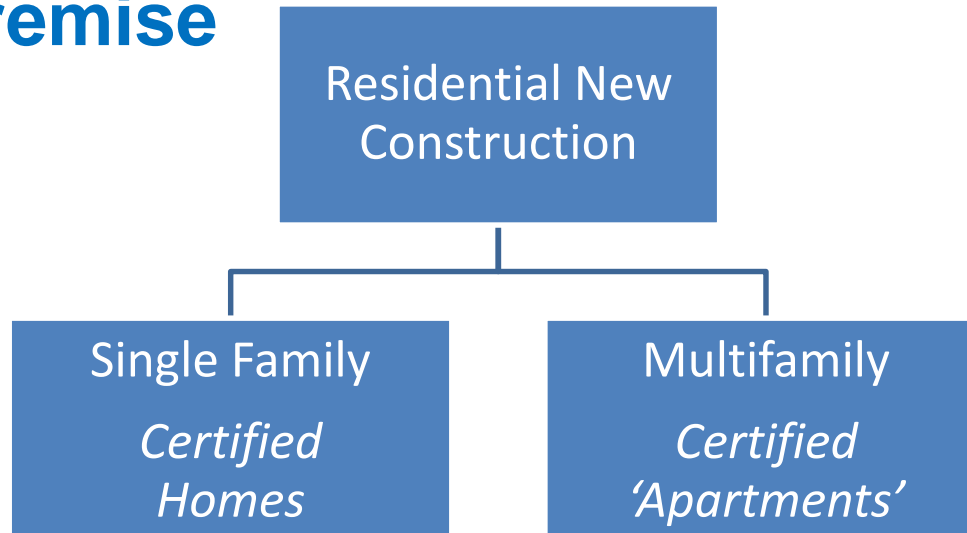 remise
Residential New
Construction
Single Family
Certified
Homes
Multifamily
Certified
‘Apartments’